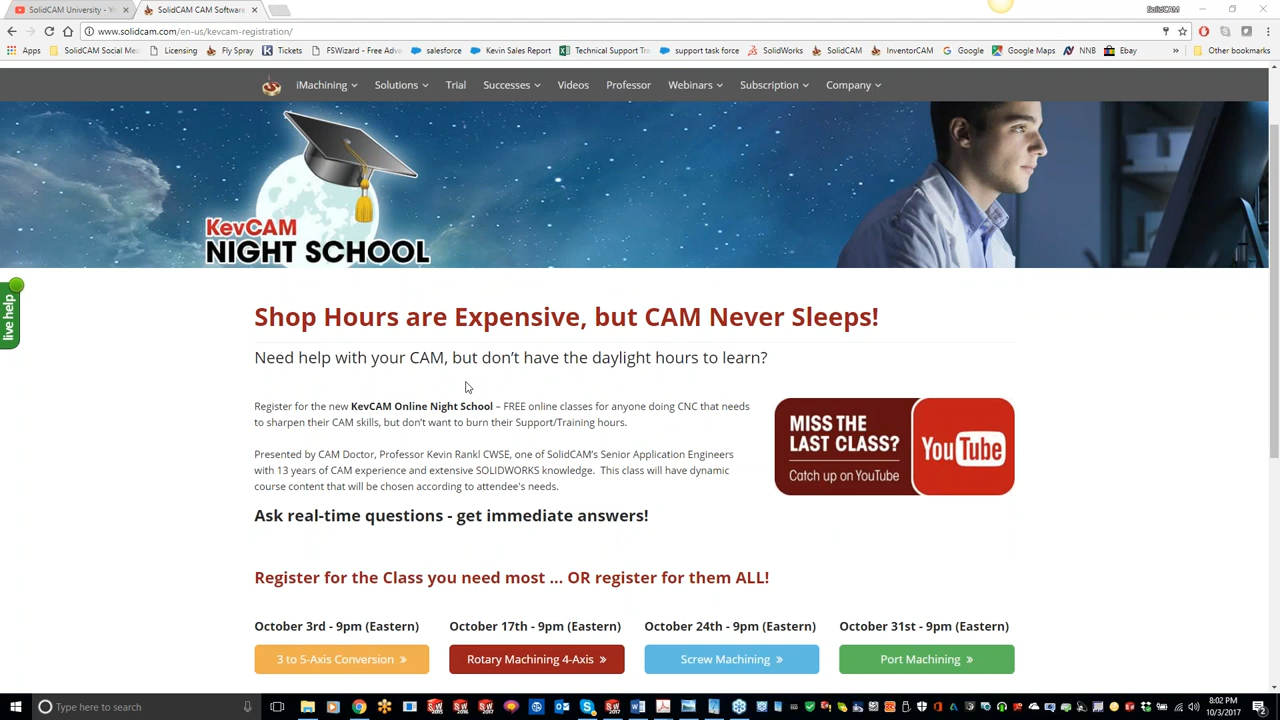 SolidCAM University - Yo
SolidCAM CAM Software
SolidCAM
www.solidcam.com/en-us/kevcam-registration/
Apps
SolidCAM Social Med
Licensing
Fly Spray
Tickets
FSWizard - Free Adva
salesforce
Kevin Sales Report
Technical Support Tra
support task force
SolidWorks
SolidCAM
InventorCAM
Google
Google Maps
NNB
Ebay
»
Other bookmarks
iMachining
Solutions
Trial
Successes
Videos
Professor
Webinars
Subscription
Company
KevCAM
NIGHT SCHOOL
live help
Shop Hours are Expensive, but CAM Never Sleeps!
Need help with your CAM, but don't have the daylight hours to learn?
Register for the new KevCAM Online Night School – FREE online classes for anyone doing CNC that needs
to sharpen their CAM skills, but don't want to burn their Support/Training hours.
Presented by CAM Doctor, Professor Kevin Rankl CWSE, one of SolidCAM's Senior Application Engineers
with 13 years of CAM experience and extensive SOLIDWORKS knowledge. This class will have dynamic
course content that will be chosen according to attendee's needs.
MISS THE
LAST CLASS?
Catch up on YouTube
YouTube
Ask real-time questions - get immediate answers!
Register for the Class you need most ... OR register for them ALL!
October 3rd - 9pm (Eastern)
October 17th - 9pm (Eastern)
October 24th - 9pm (Eastern)
October 31st - 9pm (Eastern)
3 to 5-Axis Conversion »
Rotary Machining 4-Axis »
Screw Machining »
Port Machining »
Type here to search
8:02 PM
10/3/2017